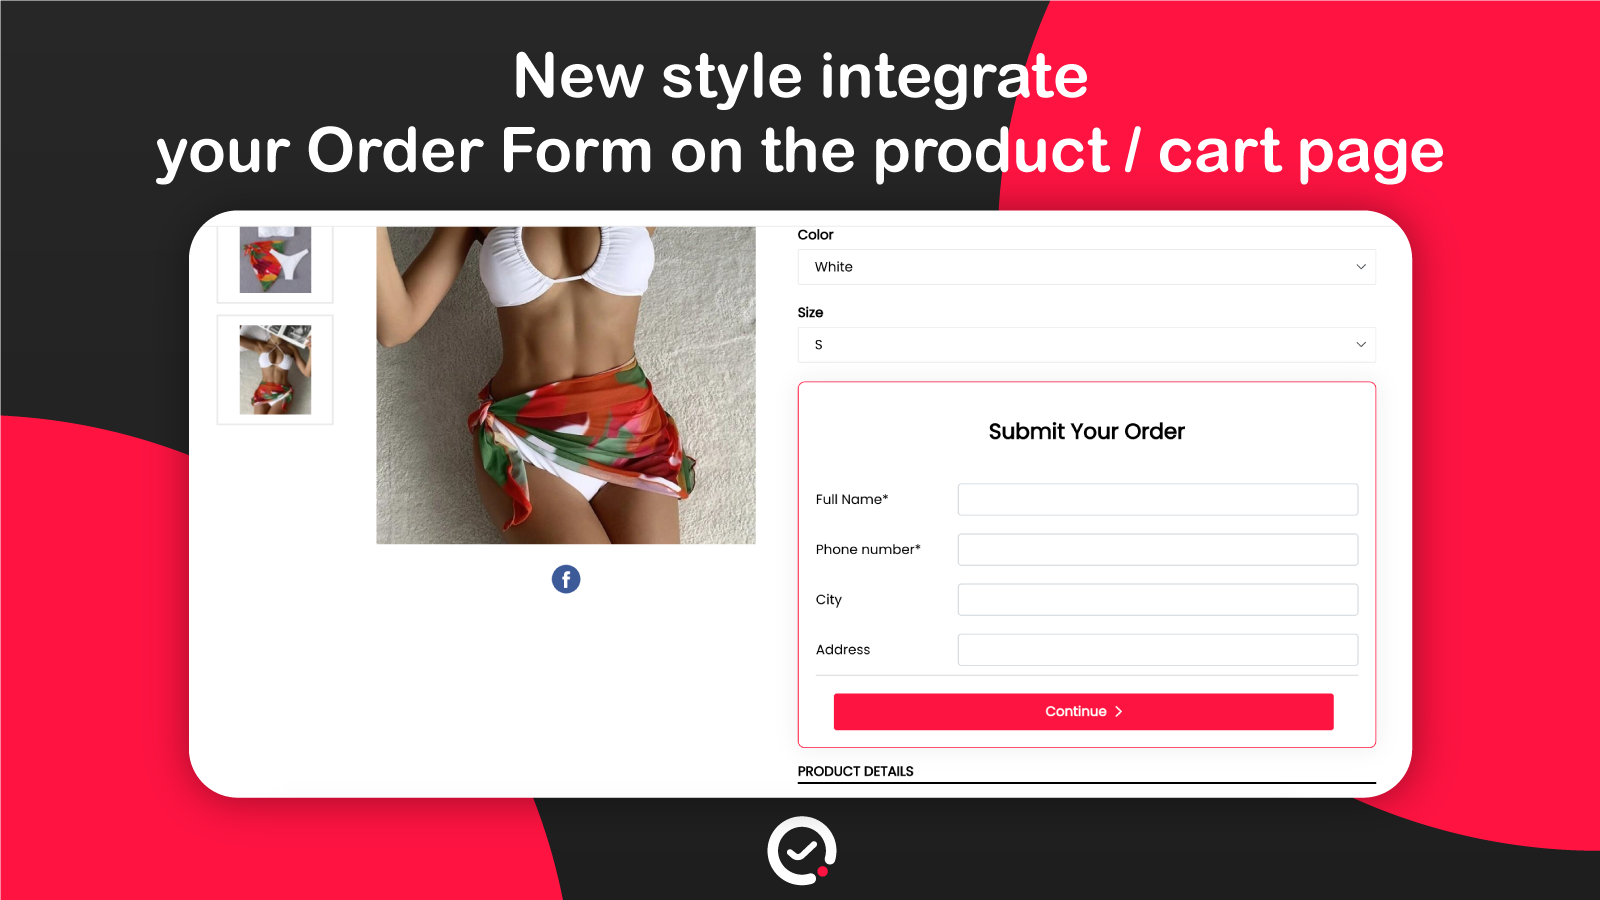 New style integrate
your Order Form on the product / cart page
Color
White
Size
S
Submit Your Order
Full Name*
Phone number*
City
Address
Continue
f
PRODUCT DETAILS